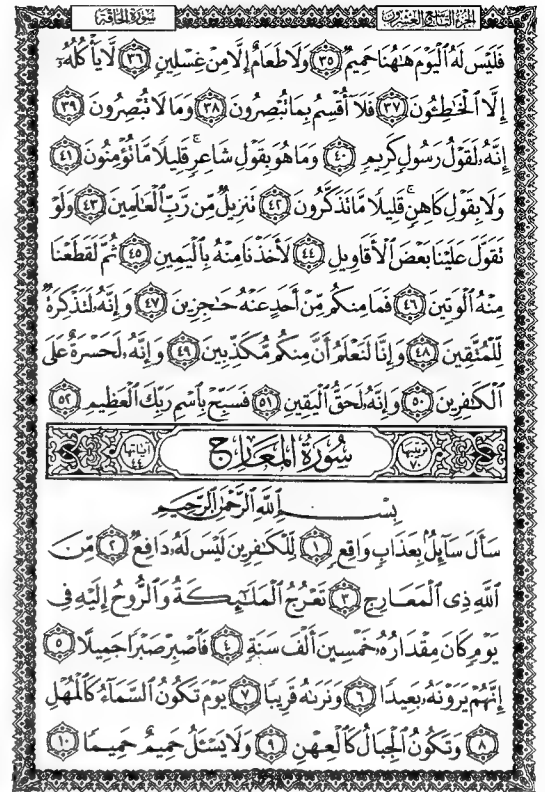 الجزء التاسع والعشرون سورة الحاقة
فَلَيْسَ لَهُ ٱلْيَوْمَ هَٰهُنَا حَمِيمٌ ٣٥ وَلَا طَعَامٌ إِلَّا مِنْ غِسْلِينٍ ٣٦ لَّا يَأْكُلُهُۥٓ
إِلَّا ٱلْخَٰطِـُٔونَ ٣٧ فَلَآ أُقْسِمُ بِمَا تُبْصِرُونَ ٣٨ وَمَا لَا تُبْصِرُونَ ٣٩
إِنَّهُۥ لَقَوْلُ رَسُولٍ كَرِيمٍ ٤٠ وَمَا هُوَ بِقَوْلِ شَاعِرٍ ۚ قَلِيلًا مَّا تُؤْمِنُونَ ٤١
وَلَا بِقَوْلِ كَاهِنٍ ۚ قَلِيلًا مَّا تَذَكَّرُونَ ٤٢ تَنزِيلٌ مِّن رَّبِّ ٱلْعَٰلَمِينَ ٤٣ وَلَوْ
تَقَوَّلَ عَلَيْنَا بَعْضَ ٱلْأَقَاوِيلِ ٤٤ لَأَخَذْنَا مِنْهُ بِٱلْيَمِينِ ٤٥ ثُمَّ لَقَطَعْنَا
مِنْهُ ٱلْوَتِينَ ٤٦ فَمَا مِنكُم مِّنْ أَحَدٍ عَنْهُ حَٰجِزِينَ ٤٧ وَإِنَّهُۥ لَتَذْكِرَةٌ
لِّلْمُتَّقِينَ ٤٨ وَإِنَّا لَنَعْلَمُ أَنَّ مِنكُم مُّكَذِّبِينَ ٤٩ وَإِنَّهُۥ لَحَسْرَةٌ عَلَى
ٱلْكَٰفِرِينَ ٥٠ وَإِنَّهُۥ لَحَقُّ ٱلْيَقِينِ ٥١ فَسَبِّحْ بِٱسْمِ رَبِّكَ ٱلْعَظِيمِ ٥٢
ترتيبها ٧٠ سُورَةُ المَعَارِجِ آياتها ٤٤
بِسْمِ ٱللَّهِ ٱلرَّحْمَٰنِ ٱلرَّحِيمِ
سَأَلَ سَآئِلٌۢ بِعَذَابٍ وَاقِعٍ ١ لِّلْكَٰفِرِينَ لَيْسَ لَهُۥ دَافِعٌ ٢ مِّنَ
ٱللَّهِ ذِى ٱلْمَعَارِجِ ٣ تَعْرُجُ ٱلْمَلَٰٓئِكَةُ وَٱلرُّوحُ إِلَيْهِ فِى
يَوْمٍ كَانَ مِقْدَارُهُۥ خَمْسِينَ أَلْفَ سَنَةٍ ٤ فَٱصْبِرْ صَبْرًا جَمِيلًا ٥
إِنَّهُمْ يَرَوْنَهُۥ بَعِيدًا ٦ وَنَرَىٰهُ قَرِيبًا ٧ يَوْمَ تَكُونُ ٱلسَّمَآءُ كَٱلْمُهْلِ
٨ وَتَكُونُ ٱلْجِبَالُ كَٱلْعِهْنِ ٩ وَلَا يَسْـَٔلُ حَمِيمٌ حَمِيمًا ١٠